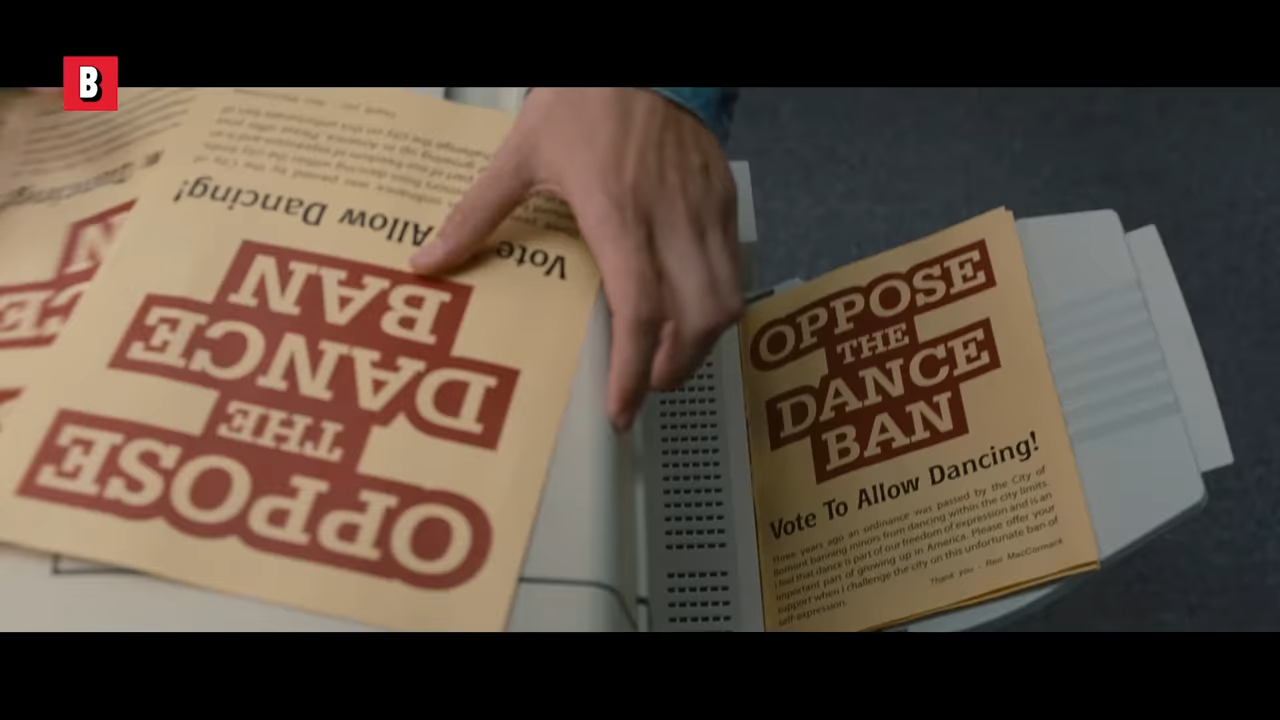 B
Vote Allow Dancing!
OPPOSE
THE
DANCE
BAN
OPPOSE
THE
DANCE
BAN
Vote To Allow Dancing!
Three years ago an ordinance was passed by the City of
Bomont banning minors from dancing within the city limits.
I feel that dance is part of our freedom of expression and is an
important part of growing up in America. Please offer your
support when I challenge the city on this unfortunate ban of
self-expression.
Thank you - Ren MacCormack